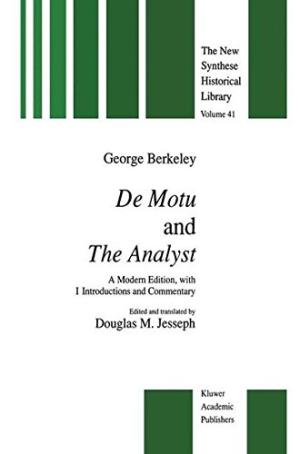 The New
Synthese
Historical
Library
Volume 41
George Berkeley
De Motu
and
The Analyst
A Modern Edition, with
I Introductions and Commentary
Edited and translated by
Douglas M. Jesseph
Kluwer
Academic
Publishers